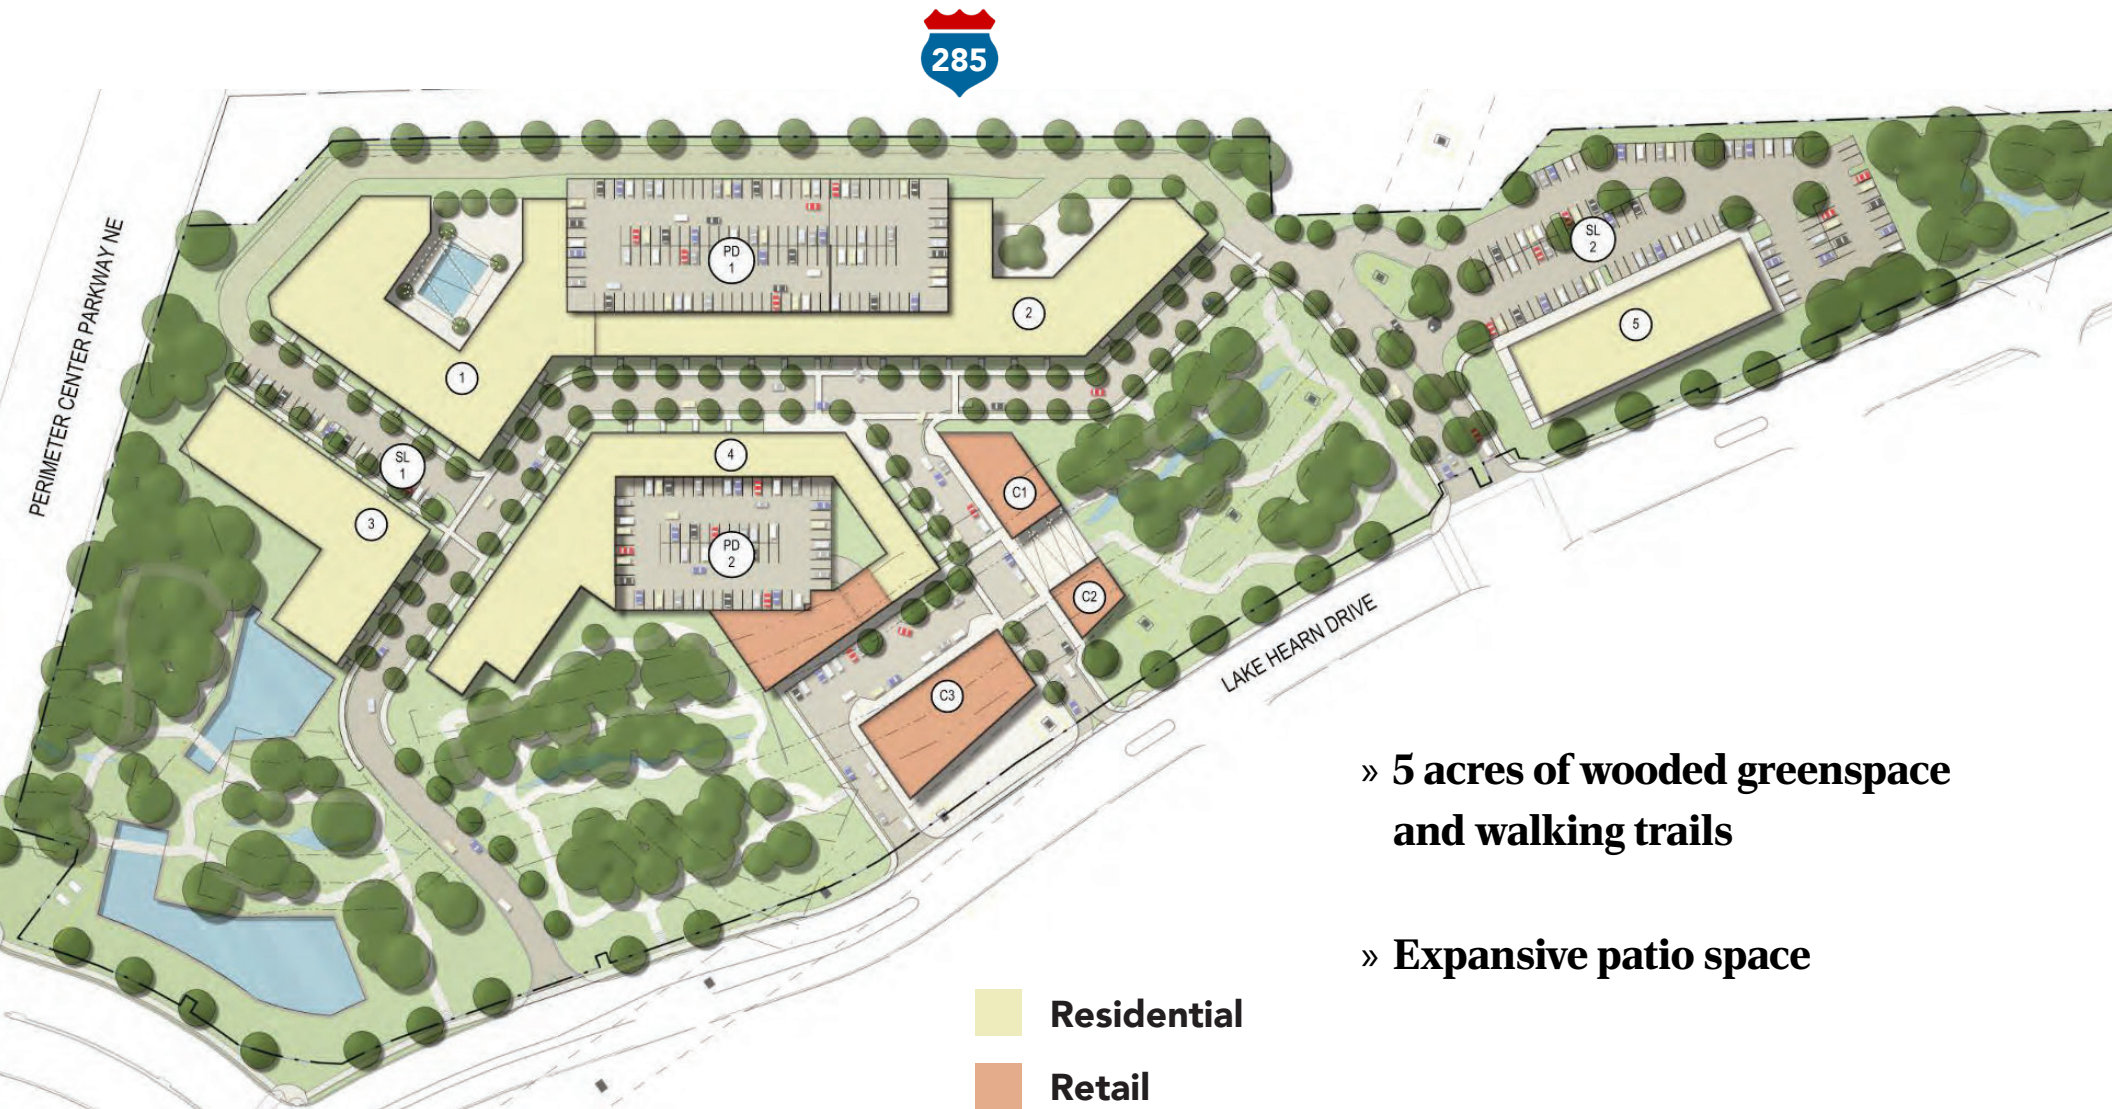 285
PERIMETER CENTER PARKWAY NE
PD
1
SL
2
2
5
1
4
SL
1
3
C1
PD
2
C2
LAKE HEARN DRIVE
C3
» 5 acres of wooded greenspace
and walking trails
» Expansive patio space
Residential
Retail